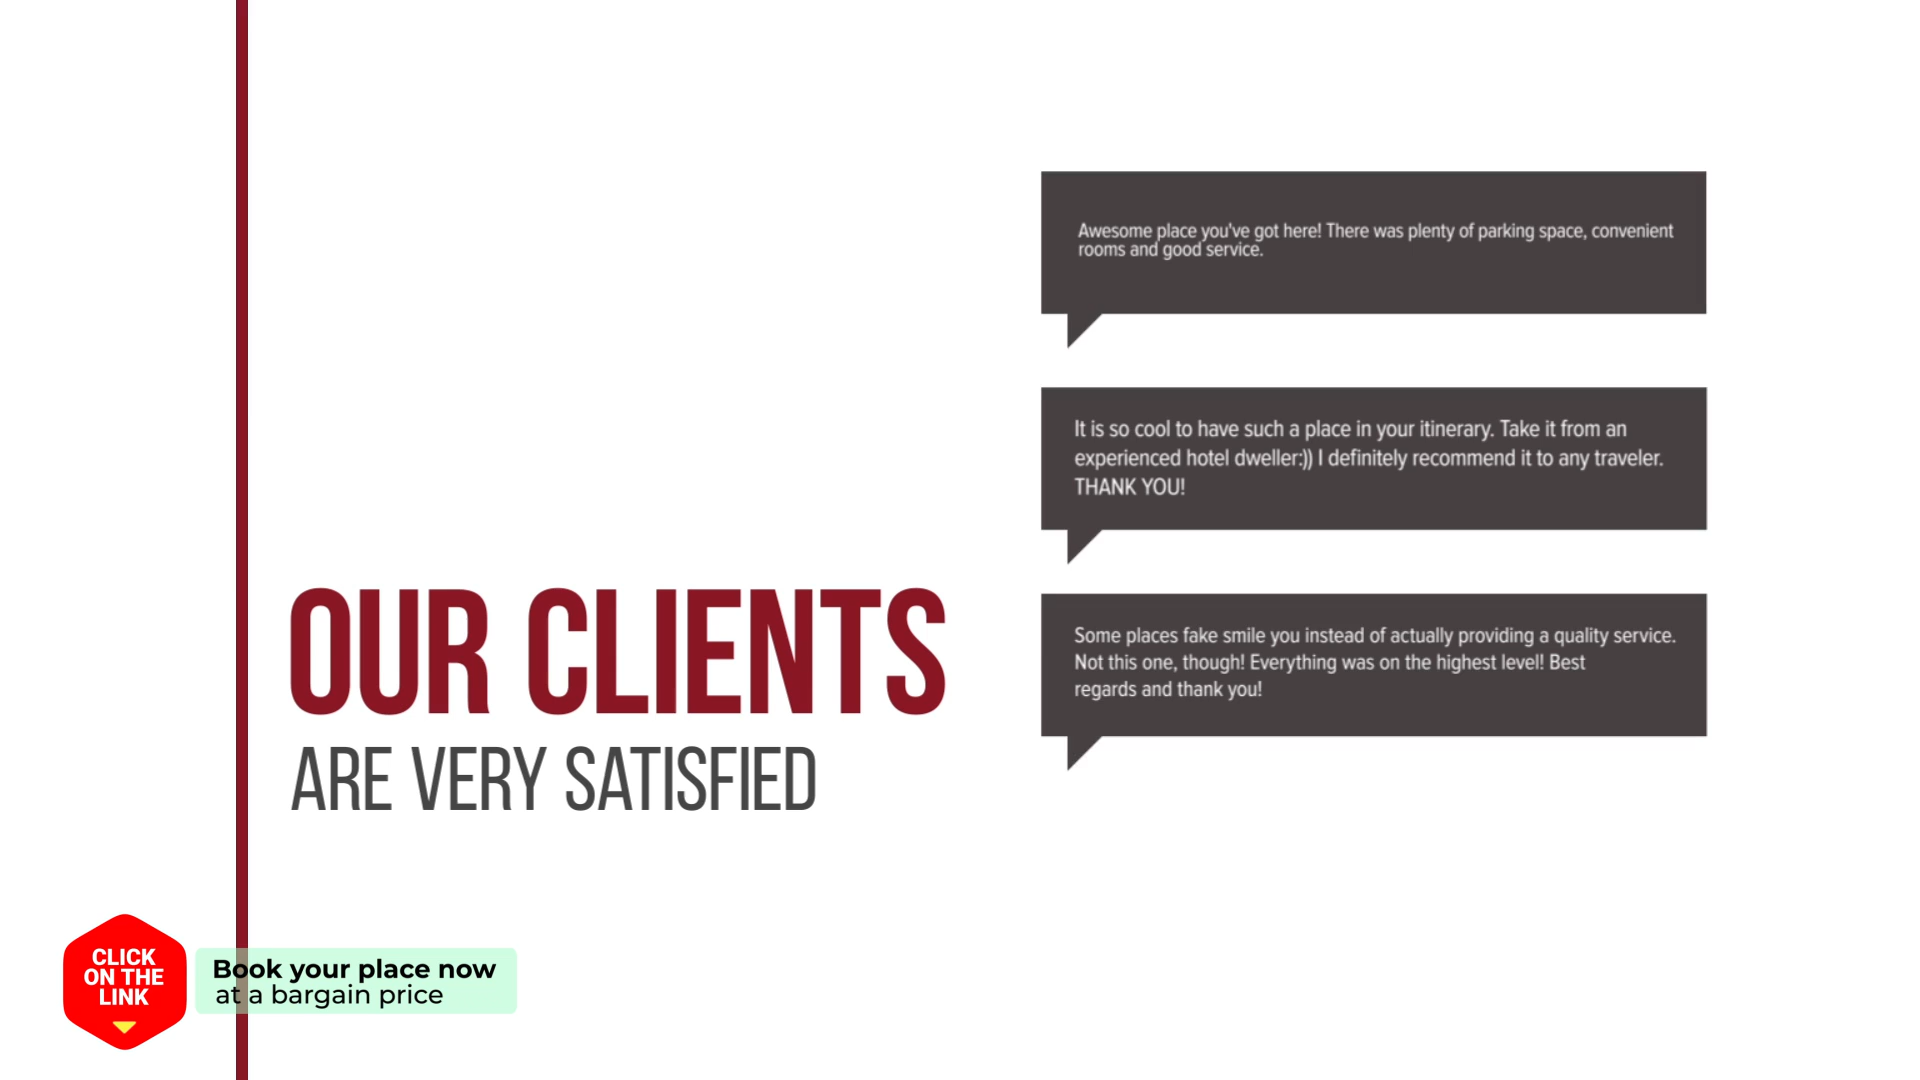 Awesome place you've got here! There was plenty of parking space, convenient
rooms and good service.
It is so cool to have such a place in your itinerary. Take it from an
experienced hotel dweller:)) I definitely recommend it to any traveler.
THANK YOU!
Some places fake smile you instead of actually providing a quality service.
Not this one, though! Everything was on the highest level! Best
regards and thank you!
OUR CLIENTS
ARE VERY SATISFIED
CLICK
ON THE
LINK
Book your place now
at a bargain price